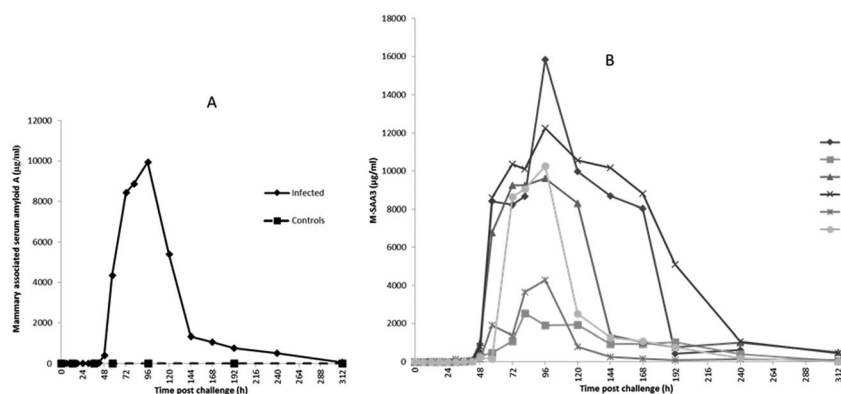 A
Mammary associated serum amyloid A (µg/ml)
12000
10000
8000
6000
4000
2000
0
0 24 48 72 96 120 144 168 192 216 240 264 288 312
Time post challenge (h)
Infected
Controls
B
M-SAA3 (µg/ml)
18000
16000
14000
12000
10000
8000
6000
4000
2000
0
0 24 48 72 96 120 144 168 192 240 264 288 312
Time post challenge (h)